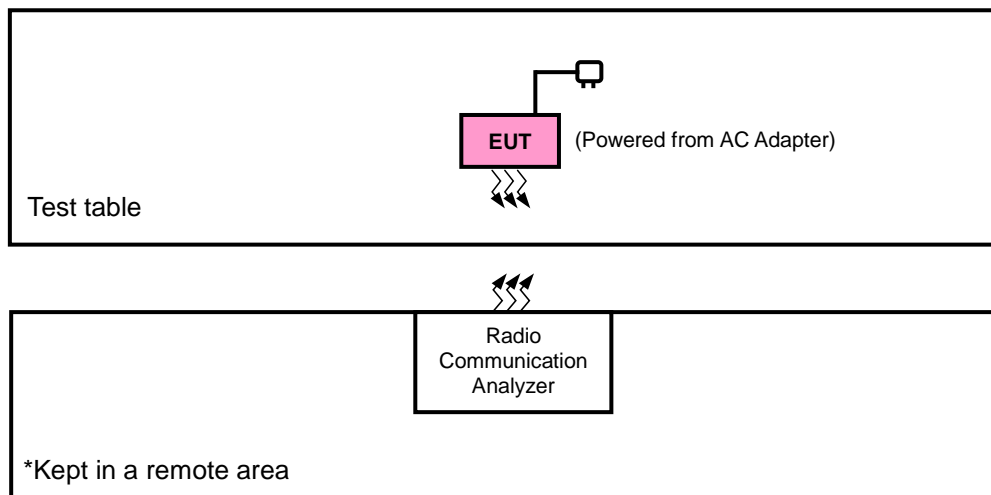 EUT
(Powered from AC Adapter)
Test table
Radio
Communication
Analyzer
*Kept in a remote area